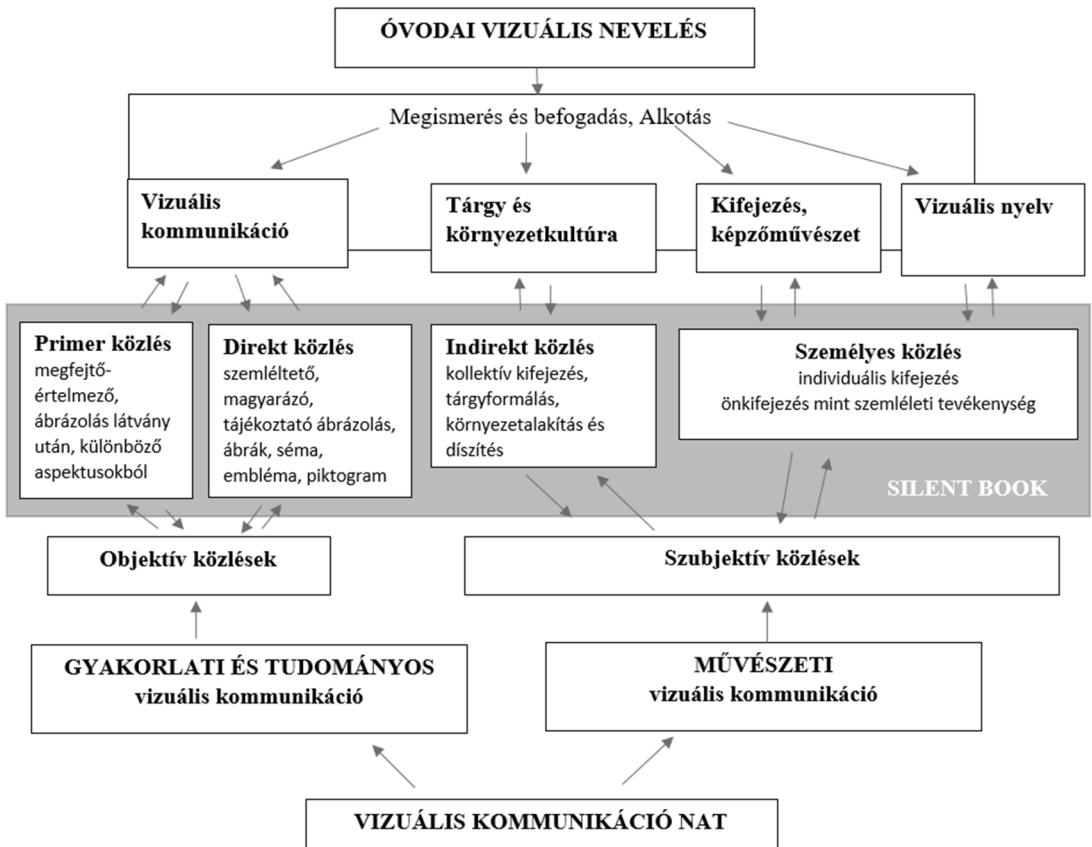 ÓVODAI VIZUÁLIS NEVELÉS
Megismerés és befogadás, Alkotás
Vizuális
kommunikáció
Tárgy és
környezetkultúra
Kifejezés,
képzőművészet
Vizuális nyelv
Primer közlés
megfejtő-
értelmező,
ábrázolás látvány
után, különböző
aspektusokból
Direkt közlés
szemléltető,
magyarázó,
tájékoztató ábrázolás,
ábrák, séma,
embléma, piktogram
Indirekt közlés
kollektív kifejezés,
tárgyformálás,
környezetalakítás és
díszítés
Személyes közlés
individuális kifejezés
önkifejezés mint szemléleti tevékenység
SILENT BOOK
Objektív közlések
Szubjektív közlések
GYAKORLATI ÉS TUDOMÁNYOS
vizuális kommunikáció
MŰVÉSZETI
vizuális kommunikáció
VIZUÁLIS KOMMUNIKÁCIÓ NAT